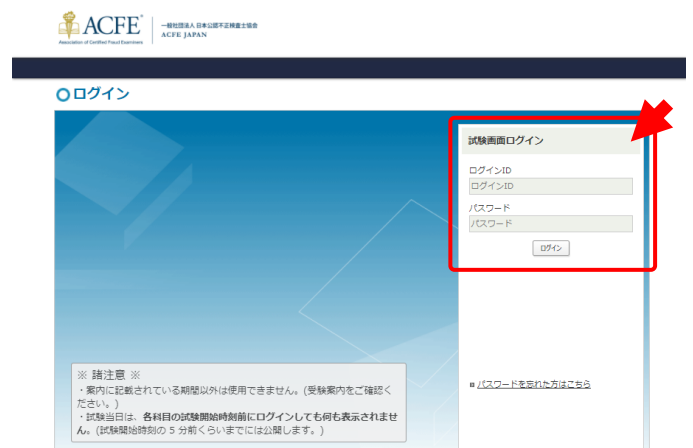 ACFE
Association of Certified Fraud Examiners
一般社団法人 日本公認不正検査士協会
ACFE JAPAN
ログイン
試験画面ログイン
ログインID
ログインID
パスワード
パスワード
ログイン
※ 諸注意 ※
・案内に記載されている期間以外は使用できません。(受験案内をご確認く
ださい。)
・試験当日は、各科目の試験開始時刻前にログインしても何も表示されませ
ん。(試験開始時刻の 5 分前くらいまでには公開します。)
パスワードを忘れた方はこちら